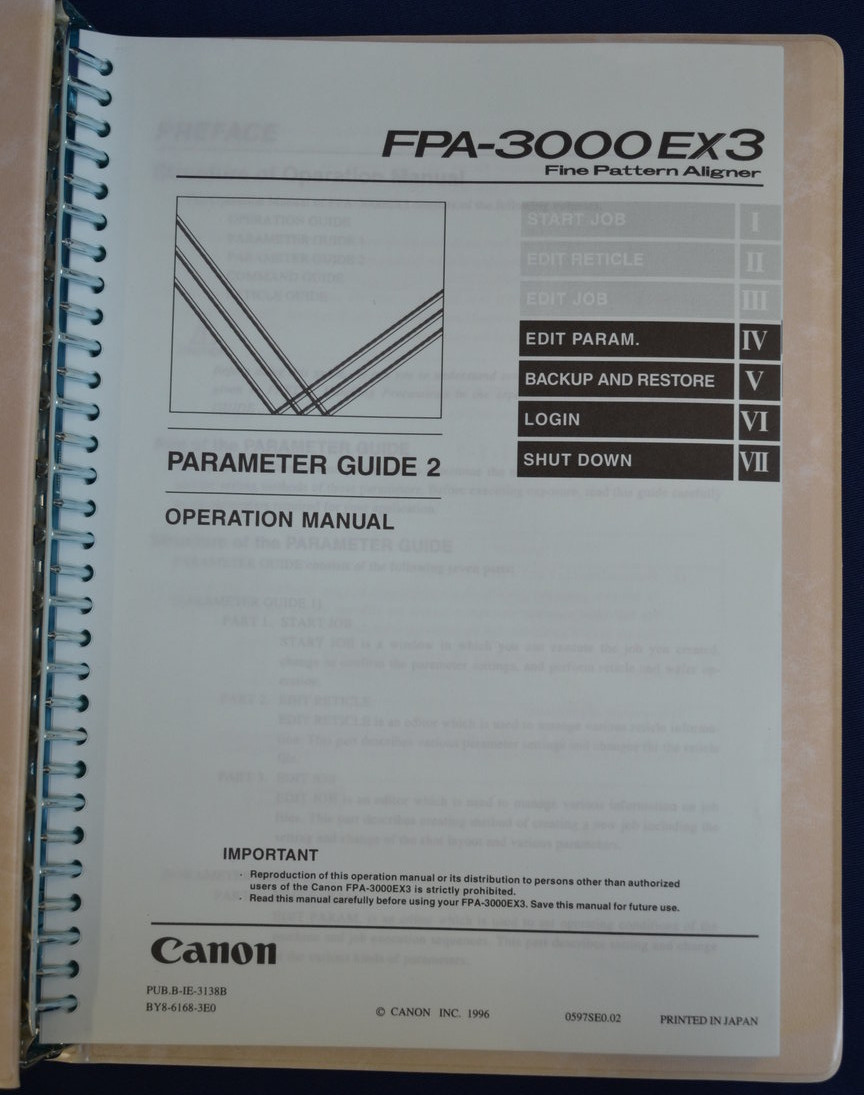 FPA-3000EX3
Fine Pattern Aligner
START JOB I
EDIT RETICLE II
EDIT JOB III
EDIT PARAM. IV
BACKUP AND RESTORE V
LOGIN VI
SHUT DOWN VII
PARAMETER GUIDE 2
OPERATION MANUAL
IMPORTANT
· Reproduction of this operation manual or its distribution to persons other than authorized
users of the Canon FPA-3000EX3 is strictly prohibited.
· Read this manual carefully before using your FPA-3000EX3. Save this manual for future use.
Canon
PUB.B-IE-3138B
BY8-6168-3E0
© CANON INC. 1996
0597SE0.02
PRINTED IN JAPAN